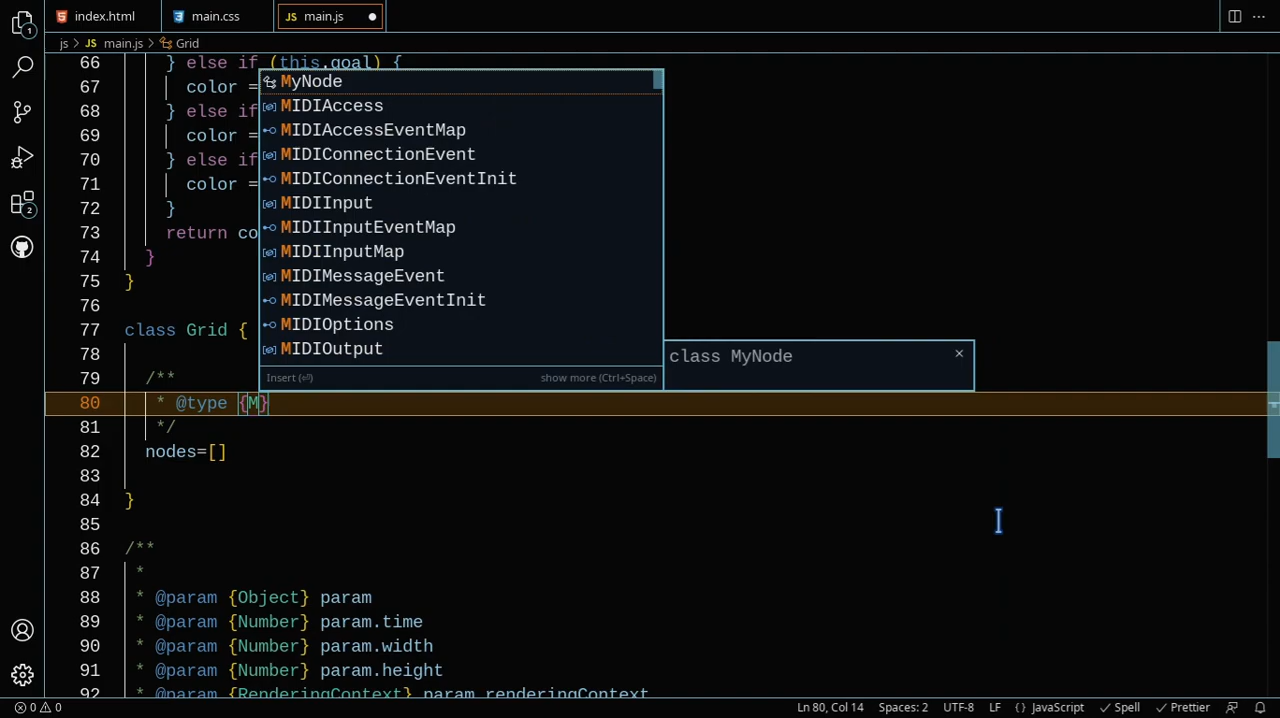 1
index.html
main.css
JS main.js
js > JS main.js > Grid
66 } else if (this.goal) {
67 color =
68 } else if
69 color =
70 } else if
71 color =
72 }
73 return co
74 }
75 }
76
77 class Grid {
78
79 /**
80 * @type {M}
81 */
82 nodes=[]
83
84 }
85
86 /**
87 *
88 * @param {Object} param
89 * @param {Number} param.time
90 * @param {Number} param.width
91 * @param {Number} param.height
92 * @param {RenderingContext} param.renderingContext
MyNode
MIDIAccess
MIDIAccessEventMap
MIDIConnectionEvent
MIDIConnectionEventInit
MIDIInput
MIDIInputEventMap
MIDIInputMap
MIDIMessageEvent
MIDIMessageEventInit
MIDIOptions
MIDIOutput
Insert (⏎) show more (Ctrl+Space)
class MyNode ×
2
0 0 Ln 80, Col 14 Spaces: 2 UTF-8 LF {} JavaScript ✓ Spell ✓ Prettier